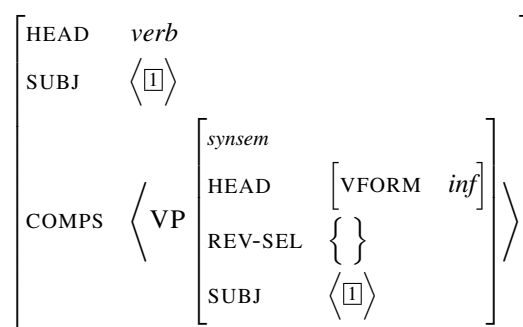 HEAD verb
SUBJ ⟨[1]⟩
synsem
HEAD [VFORM inf]
COMPS ⟨VP
REV-SEL { }
SUBJ ⟨[1]⟩